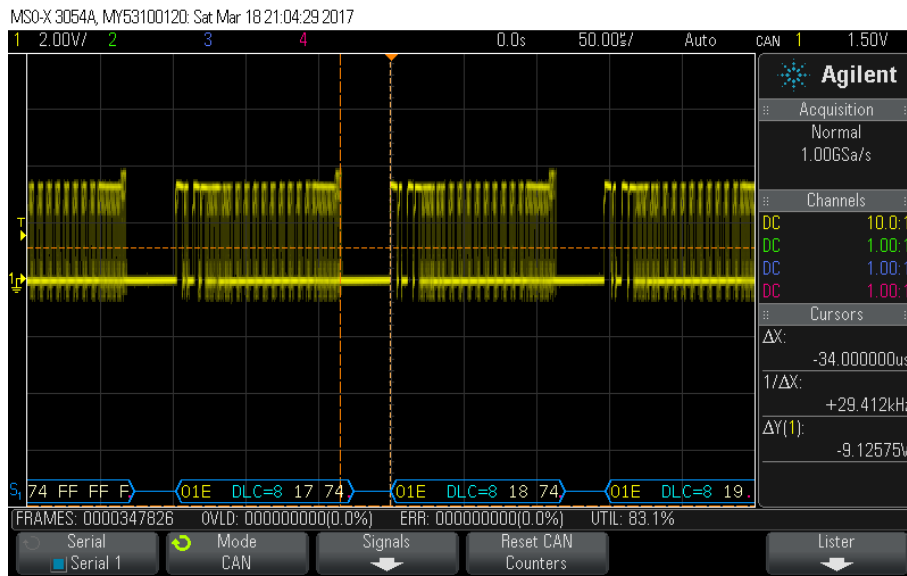 MSO-X 3054A, MY53100120: Sat Mar 18 21:04:29 2017
1 2.00V/ 2 3 4 0.0s 50.00us/ Auto CAN 1 1.50V
Agilent
Acquisition
Normal
1.00GSa/s
Channels
DC 10.0:1
DC 1.00:1
DC 1.00:1
DC 1.00:1
Cursors
ΔX:
-34.000000us
1/ΔX:
+29.412kHz
ΔY(1):
-9.12575V
T
1
S1 74 FF FF F 01E DLC=8 17 74 01E DLC=8 18 74 01E DLC=8 19.
FRAMES: 0000347826 OVLD: 000000000(0.0%) ERR: 000000000(0.0%) UTIL: 83.1%
Serial Mode Signals Reset CAN Lister
Serial 1 CAN Counters